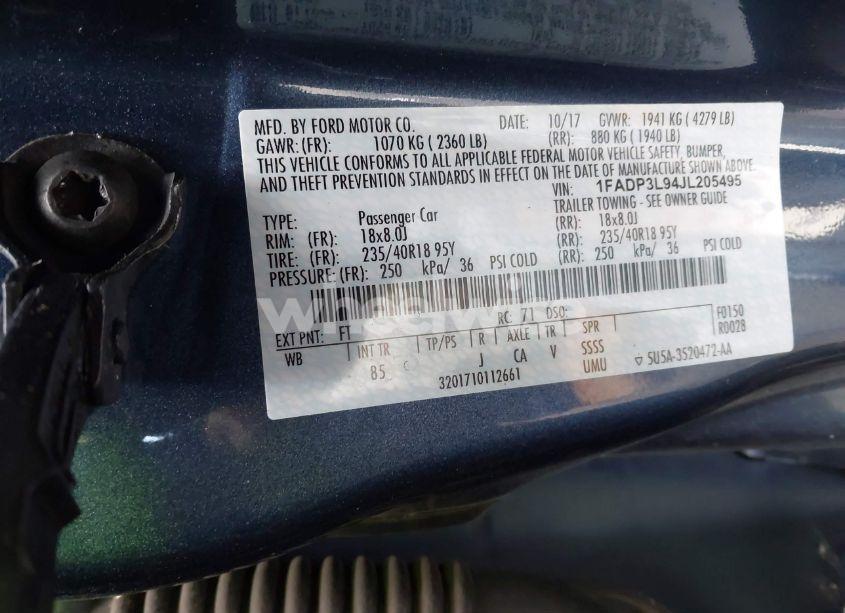 MFD. BY FORD MOTOR CO.
DATE: 10/17 GVWR: 1941 KG ( 4279 LB)
GAWR: (FR): 1070 KG ( 2360 LB) (RR): 880 KG ( 1940 LB)
THIS VEHICLE CONFORMS TO ALL APPLICABLE FEDERAL MOTOR VEHICLE SAFETY, BUMPER,
AND THEFT PREVENTION STANDARDS IN EFFECT ON THE DATE OF MANUFACTURE SHOWN ABOVE.
VIN: 1FADP3L94JL205495
TYPE: Passenger Car TRAILER TOWING - SEE OWNER GUIDE
RIM: (FR): 18x8.0J (RR): 18x8.0J
TIRE: (FR): 235/40R18 95Y (RR): 235/40R18 95Y
PRESSURE: (FR): 250 kPa/ 36 PSI COLD (RR): 250 kPa/ 36 PSI COLD
EXT PNT: FT RC: 71 DSO: F0150
WB INT TR TP/PS R AXLE TR SPR R0028
85 J CA V SSSS
UMU 5U5A-3520472-AA
3201710112661